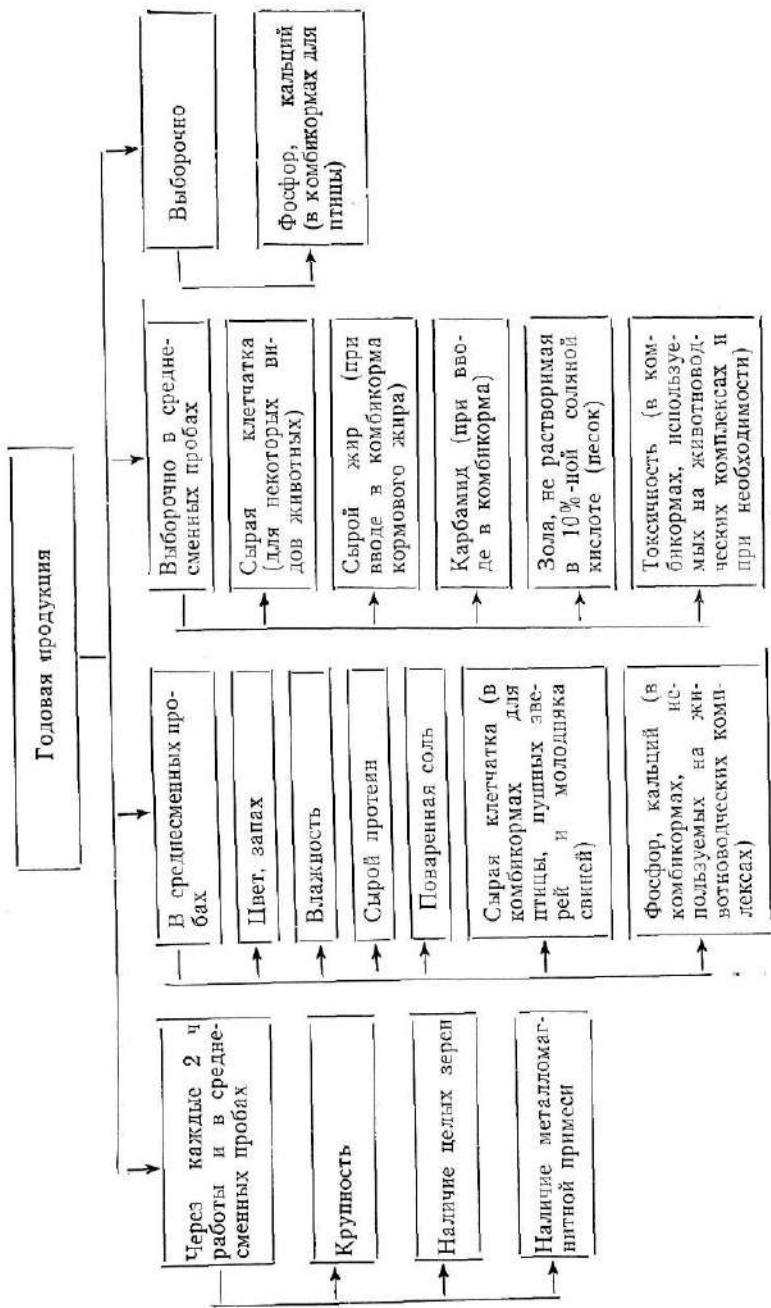 Годовая продукция
Через каждые 2 ч
работы и в средне-
сменных пробах
Крупность
Наличие целых зерен
Наличие металломаг-
нитной примеси
В среднесменных про-
бах
Цвет, запах
Влажность
Сырой протеин
Поваренная соль
Сырая клетчатка (в
комбикормах для
птицы, пушных зве-
рей и молодняка
свиней)
Фосфор, кальций (в
комбикормах, ис-
пользуемых на жи-
вотноводческих комп-
лексах)
Выборочно в средне-
сменных пробах
Сырая клетчатка
(для некоторых ви-
дов животных)
Сырой жир (при
вводе в комбикорма
кормового жира)
Карбамид (при вво-
де в комбикорма)
Зола, не растворимая
в 10%-ной соляной
кислоте (песок)
Токсичность (в ком-
бикормах, используе-
мых на животновод-
ческих комплексах и
при необходимости)
Выборочно
Фосфор, кальций
(в комбикормах для
птицы)